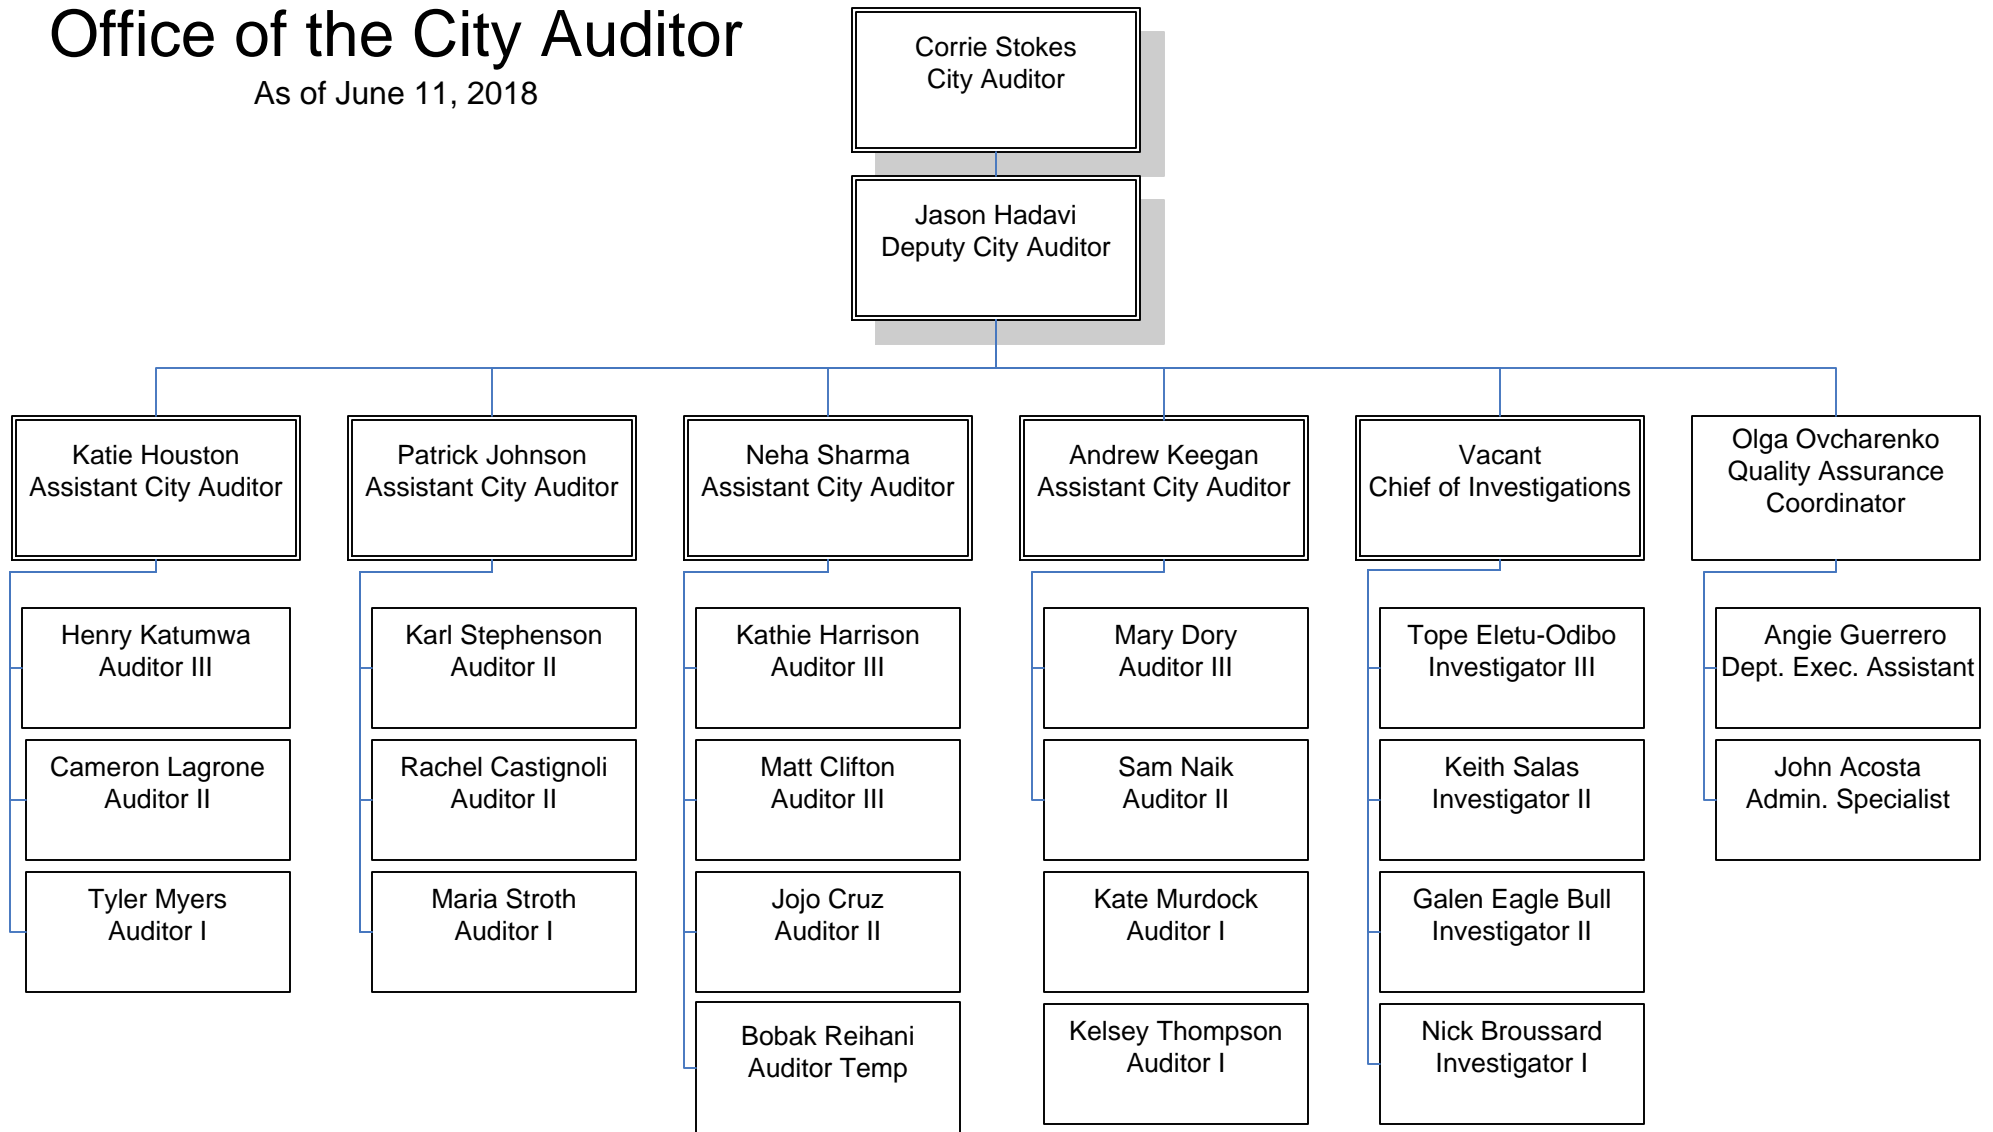 Office of the City Auditor
As of June 11, 2018
Corrie Stokes
City Auditor
Jason Hadavi
Deputy City Auditor
Katie Houston
Assistant City Auditor
Patrick Johnson
Assistant City Auditor
Neha Sharma
Assistant City Auditor
Andrew Keegan
Assistant City Auditor
Vacant
Chief of Investigations
Olga Ovcharenko
Quality Assurance
Coordinator
Henry Katumwa
Auditor III
Cameron Lagrone
Auditor II
Tyler Myers
Auditor I
Karl Stephenson
Auditor II
Rachel Castignoli
Auditor II
Maria Stroth
Auditor I
Kathie Harrison
Auditor III
Matt Clifton
Auditor III
Jojo Cruz
Auditor II
Bobak Reihani
Auditor Temp
Mary Dory
Auditor III
Sam Naik
Auditor II
Kate Murdock
Auditor I
Kelsey Thompson
Auditor I
Tope Eletu-Odibo
Investigator III
Keith Salas
Investigator II
Galen Eagle Bull
Investigator II
Nick Broussard
Investigator I
Angie Guerrero
Dept. Exec. Assistant
John Acosta
Admin. Specialist